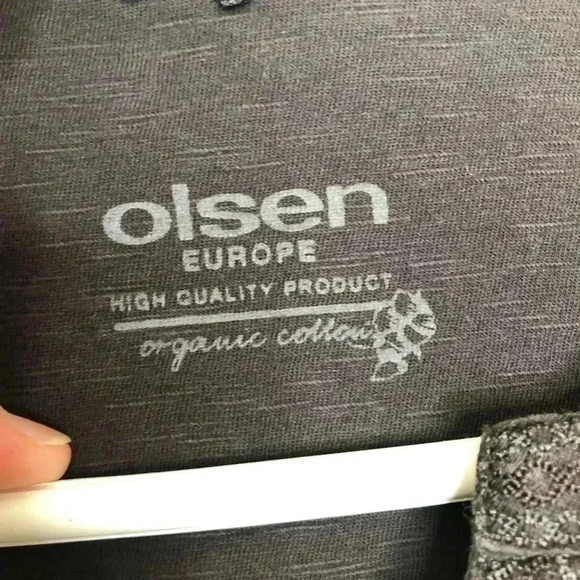 olsen
EUROPE
HIGH QUALITY PRODUCT
organic cotton